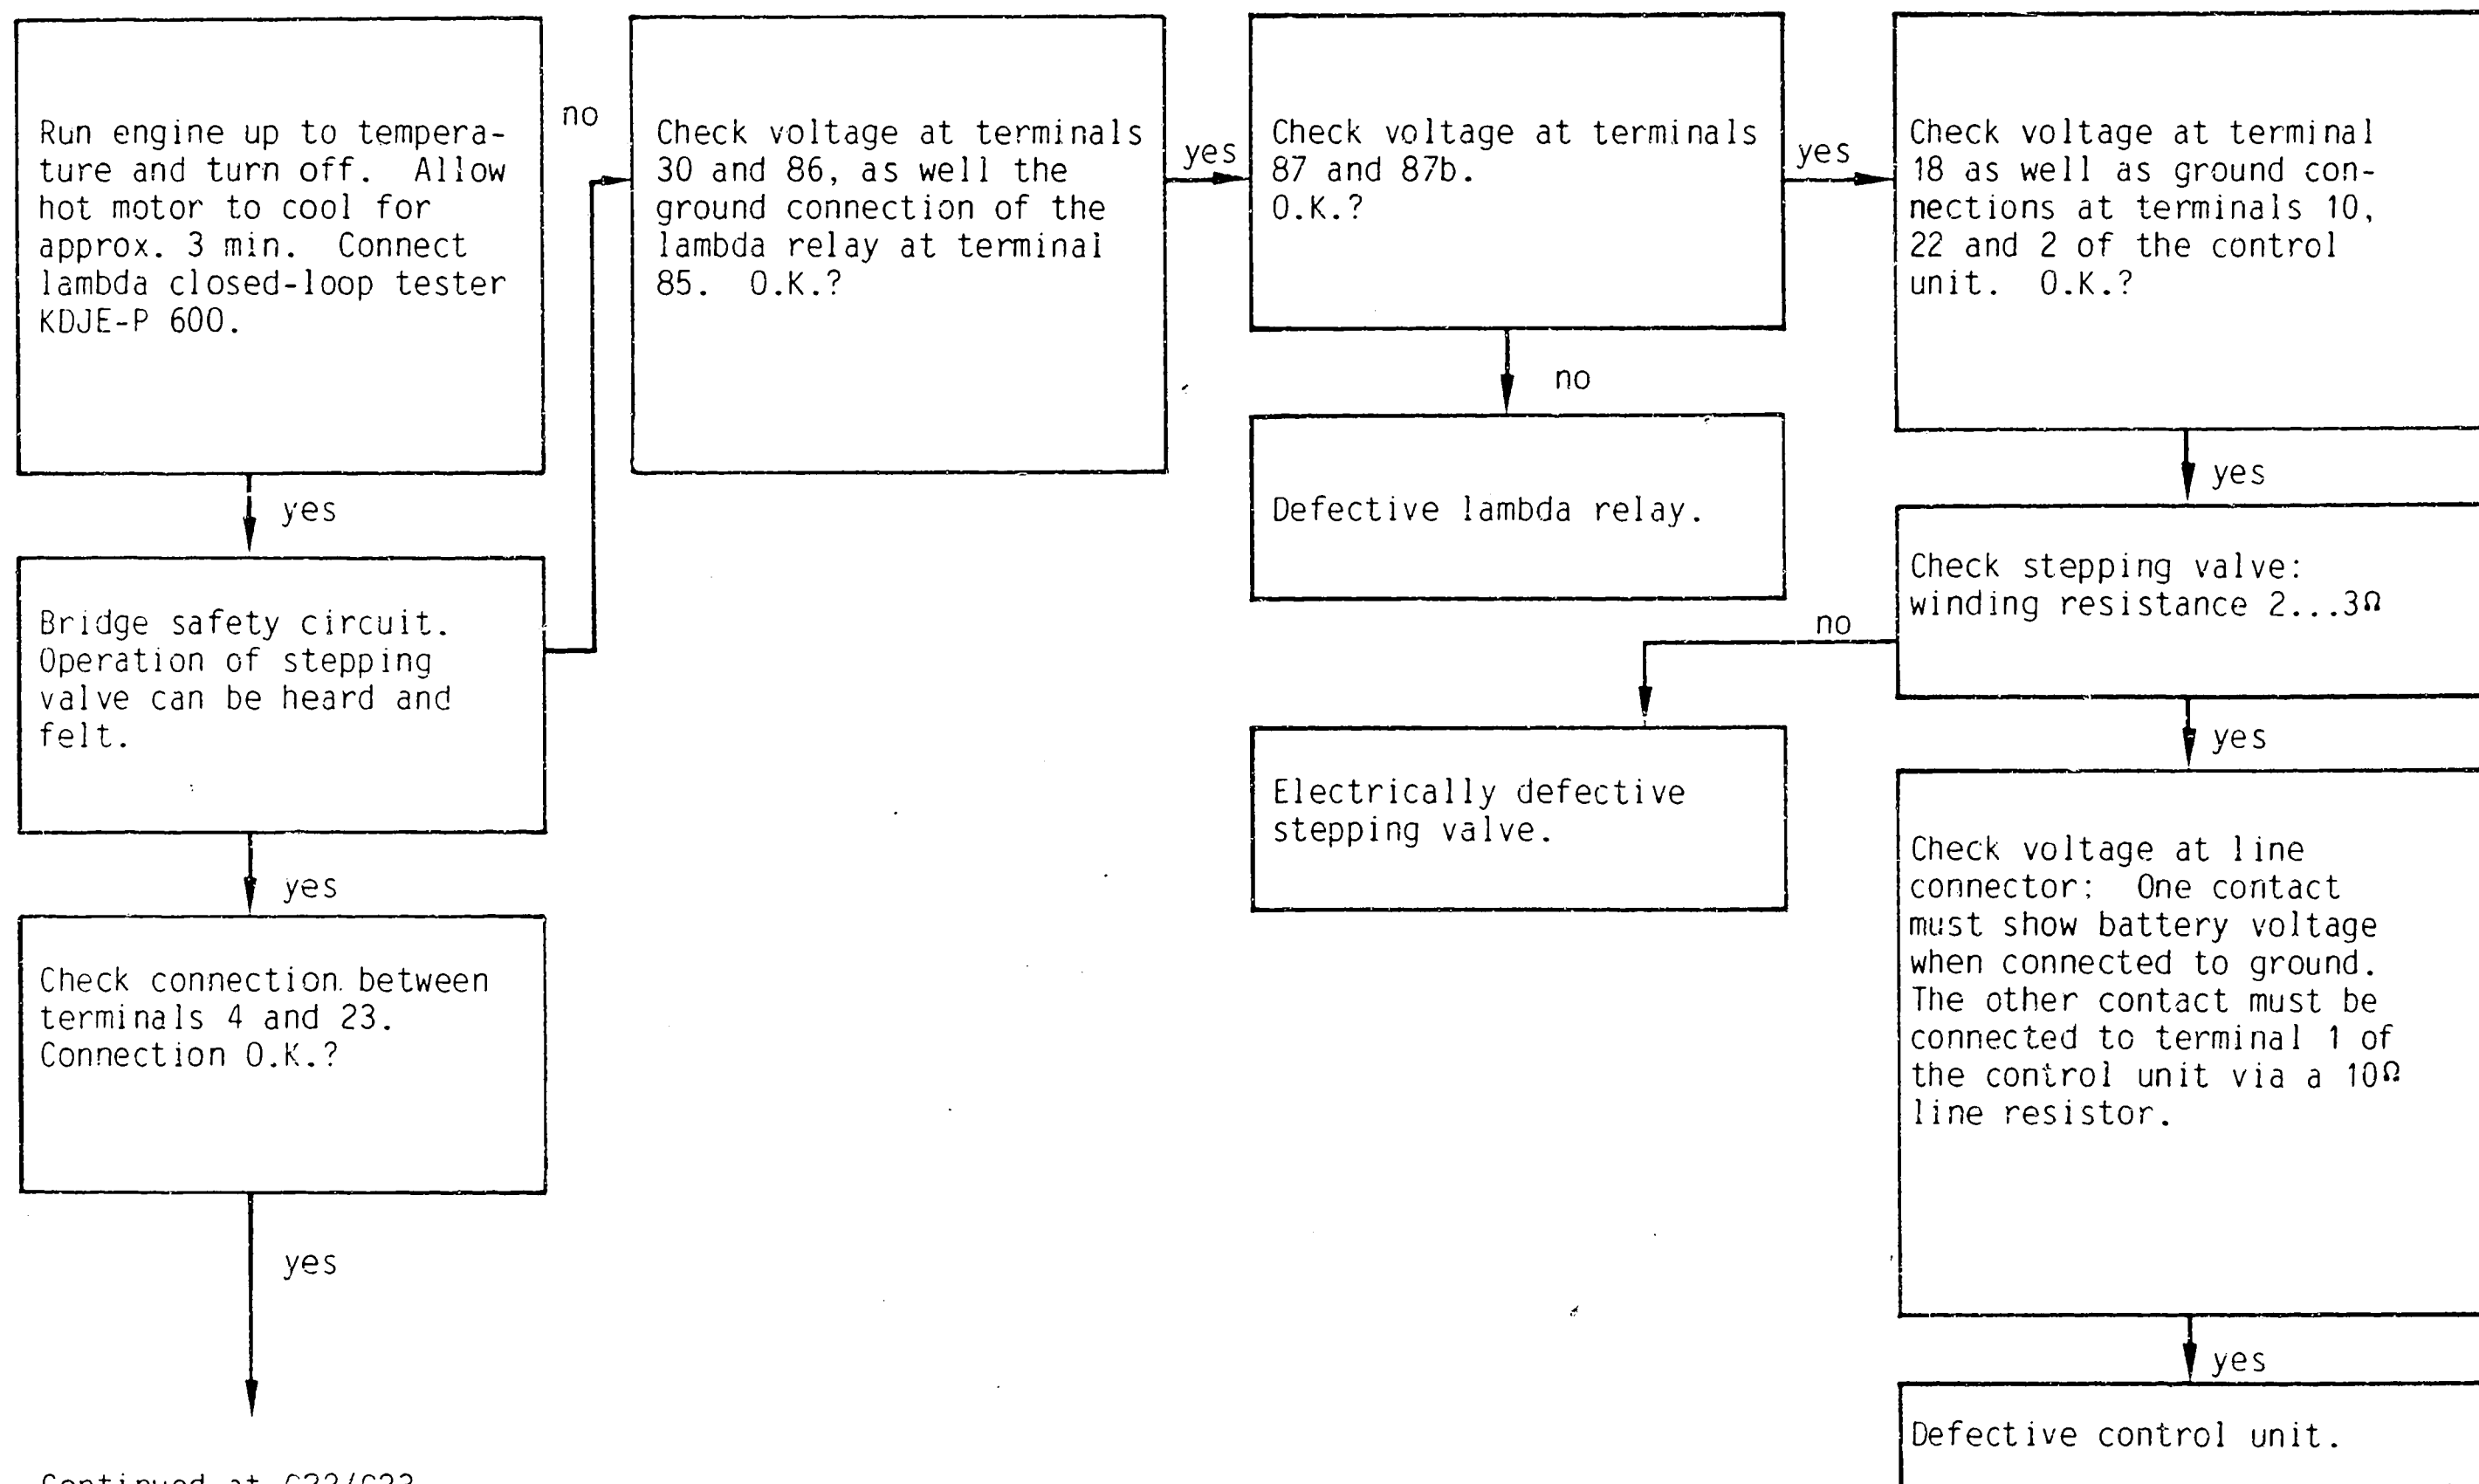 Run engine up to tempera-
ture and turn off. Allow
hot motor to cool for
approx. 3 min. Connect
lambda closed-loop tester
KDJE-P 600.
yes
Bridge safety circuit.
Operation of stepping
valve can be heard and
felt.
yes
Check connection between
terminals 4 and 23.
Connection O.K.?
yes
Continued at
no
Check voltage at terminals
30 and 86, as well the
ground connection of the
lambda relay at terminal
85. O.K.?
yes
Check voltage at terminals
87 and 87b.
O.K.?
no
Defective lambda relay.
yes
Check voltage at terminal
18 as well as ground con-
nections at terminals 10,
22 and 2 of the control
unit. O.K.?
yes
Check stepping valve:
winding resistance 2...3Ω
no
Electrically defective
stepping valve.
yes
Check voltage at line
connector: One contact
must show battery voltage
when connected to ground.
The other contact must be
connected to terminal 1 of
the control unit via a 10Ω
line resistor.
yes
Defective control unit.